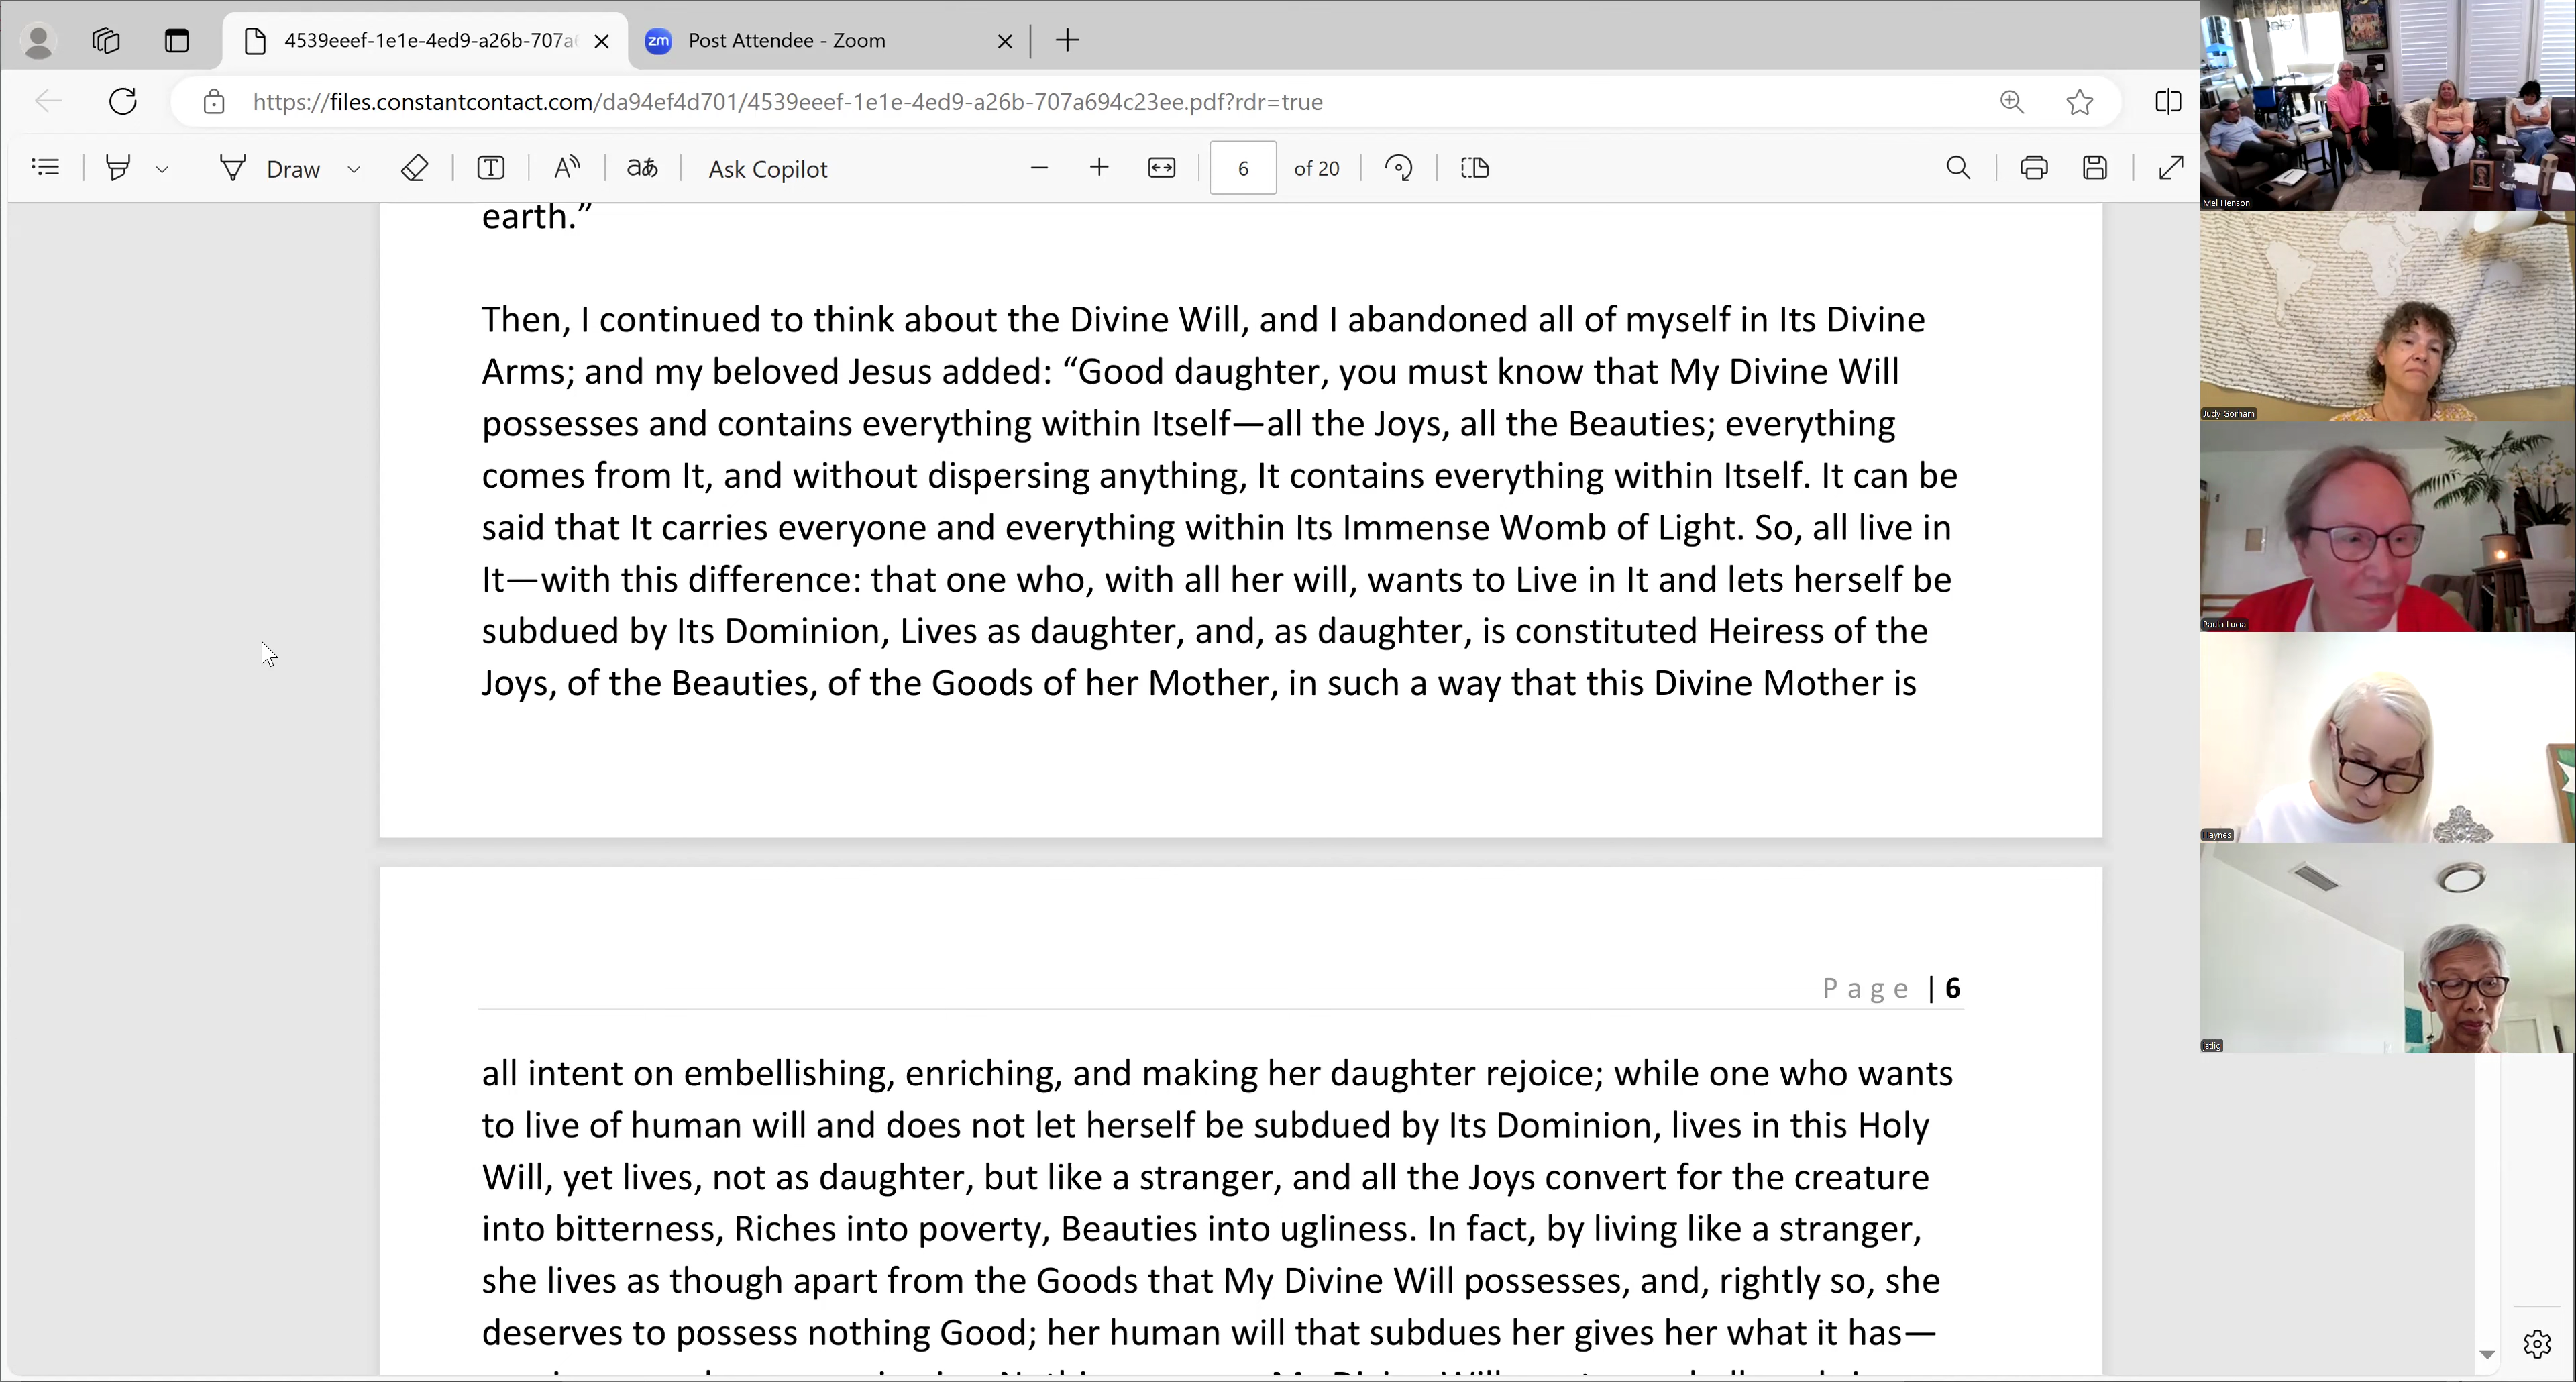 4539eeef-1e1e-4ed9-a26b-707a6
zm Post Attendee - Zoom
https://files.constantcontact.com/da94ef4d701/4539eeef-1e1e-4ed9-a26b-707a694c23ee.pdf?rdr=true
Draw
Ask Copilot
6 of 20
earth.”
Then, I continued to think about the Divine Will, and I abandoned all of myself in Its Divine
Arms; and my beloved Jesus added: “Good daughter, you must know that My Divine Will
possesses and contains everything within Itself—all the Joys, all the Beauties; everything
comes from It, and without dispersing anything, It contains everything within Itself. It can be
said that It carries everyone and everything within Its Immense Womb of Light. So, all live in
It—with this difference: that one who, with all her will, wants to Live in It and lets herself be
subdued by Its Dominion, Lives as daughter, and, as daughter, is constituted Heiress of the
Joys, of the Beauties, of the Goods of her Mother, in such a way that this Divine Mother is
Page | 6
all intent on embellishing, enriching, and making her daughter rejoice; while one who wants
to live of human will and does not let herself be subdued by Its Dominion, lives in this Holy
Will, yet lives, not as daughter, but like a stranger, and all the Joys convert for the creature
into bitterness, Riches into poverty, Beauties into ugliness. In fact, by living like a stranger,
she lives as though apart from the Goods that My Divine Will possesses, and, rightly so, she
deserves to possess nothing Good; her human will that subdues her gives her what it has—
Mel Henson
Judy Gorham
Paula Lucia
Haynes
jstlig